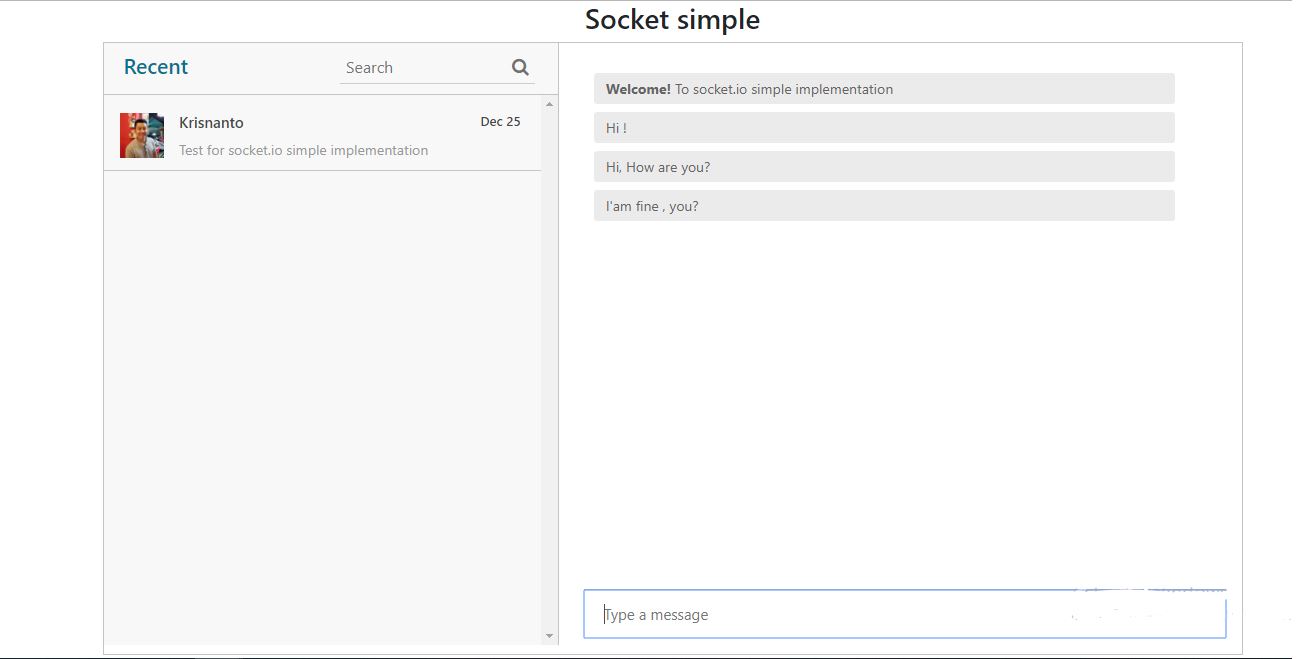 Socket simple
Recent
Search
Krisnanto
Dec 25
Test for socket.io simple implementation
Welcome! To socket.io simple implementation
Hi !
Hi, How are you?
I'am fine , you?
Type a message